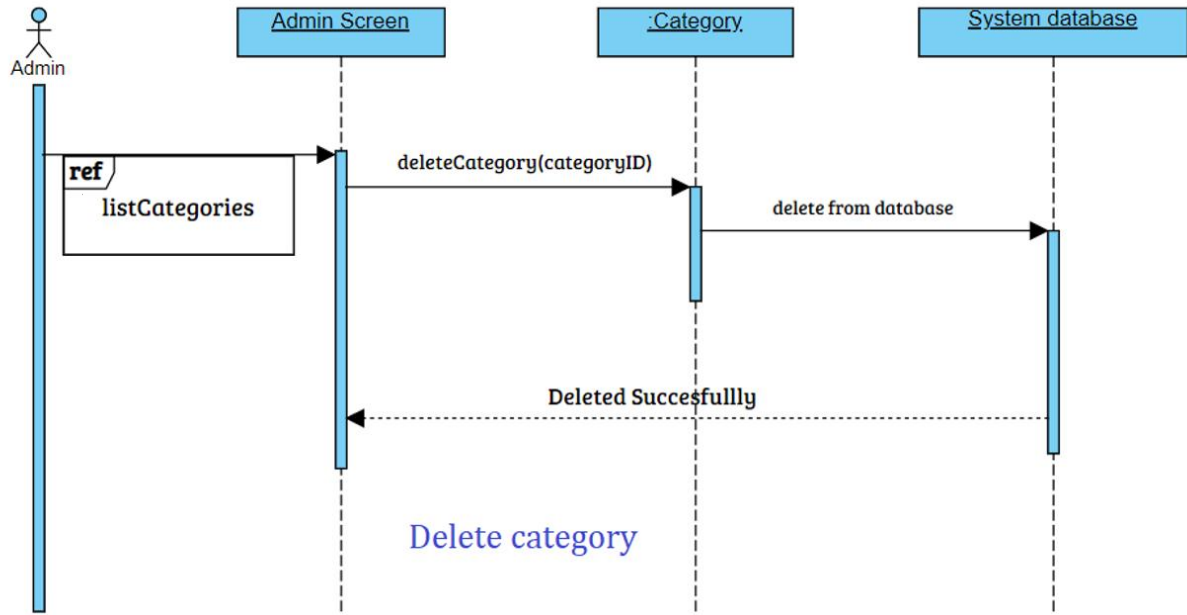 Admin
Admin Screen
:Category
System database
ref
listCategories
deleteCategory(categoryID)
delete from database
Deleted Succesfullly
Delete category